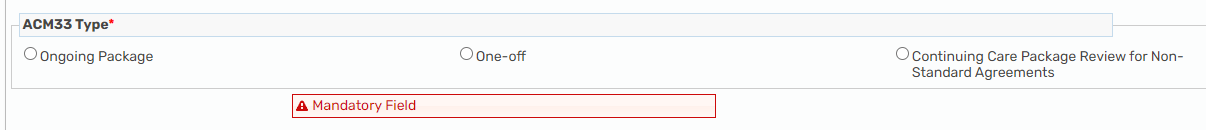 ACM33 Type*
Ongoing Package
One-off
Continuing Care Package Review for Non-
Standard Agreements
Mandatory Field